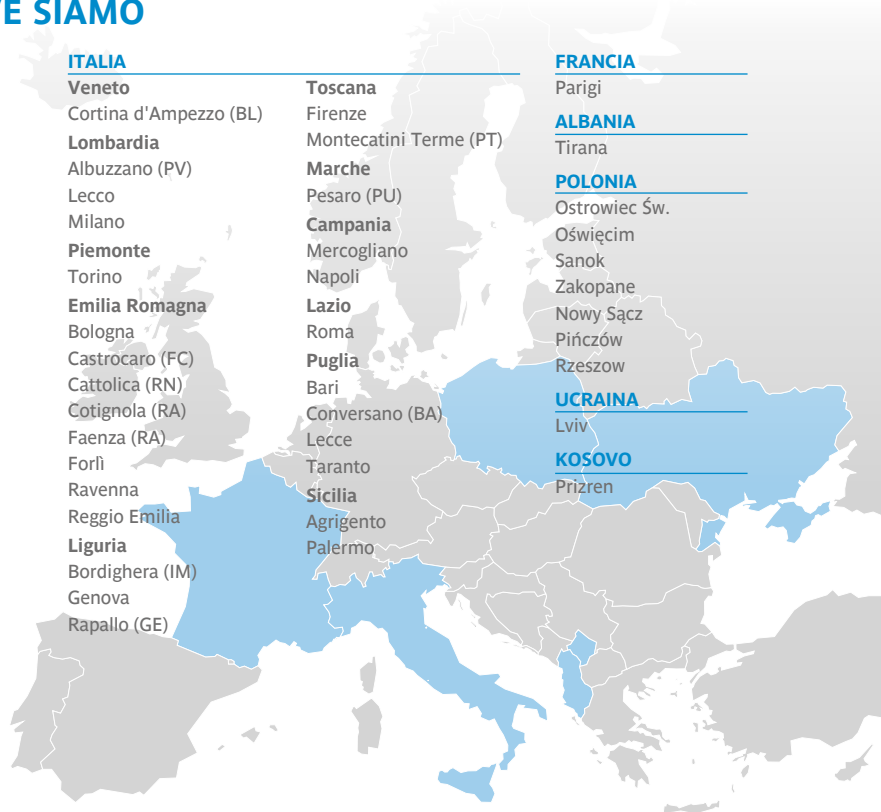 VE SIAMO
ITALIA
Veneto
Cortina d'Ampezzo (BL)
Lombardia
Albuzzano (PV)
Lecco
Milano
Piemonte
Torino
Emilia Romagna
Bologna
Castrocaro (FC)
Cattolica (RN)
Cotignola (RA)
Faenza (RA)
Forlì
Ravenna
Reggio Emilia
Liguria
Bordighera (IM)
Genova
Rapallo (GE)
Toscana
Firenze
Montecatini Terme (PT)
Marche
Pesaro (PU)
Campania
Mercogliano
Napoli
Lazio
Roma
Puglia
Bari
Conversano (BA)
Lecce
Taranto
Sicilia
Agrigento
Palermo
FRANCIA
Parigi
ALBANIA
Tirana
POLONIA
Ostrowiec Św.
Oświęcim
Sanok
Zakopane
Nowy Sącz
Pińczów
Rzeszow
UCRAINA
Lviv
KOSOVO
Prizren